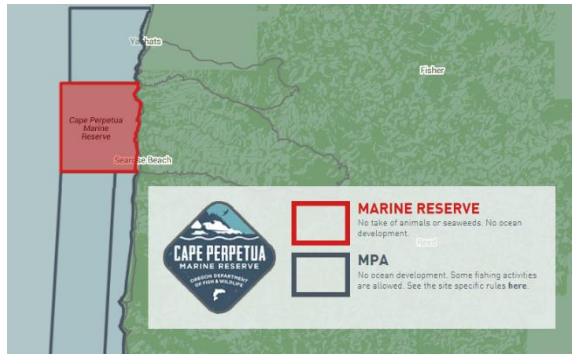 Yachats
Fisher
Cape Perpetua
Marine
Reserve
Searose Beach
MARINE RESERVE
No take of animals or seaweeds. No ocean
development.
CAPE PERPETUA
MARINE RESERVE
OREGON DEPARTMENT
OF FISH & WILDLIFE
MPA
No ocean development. Some fishing activities
are allowed. See the site specific rules here.